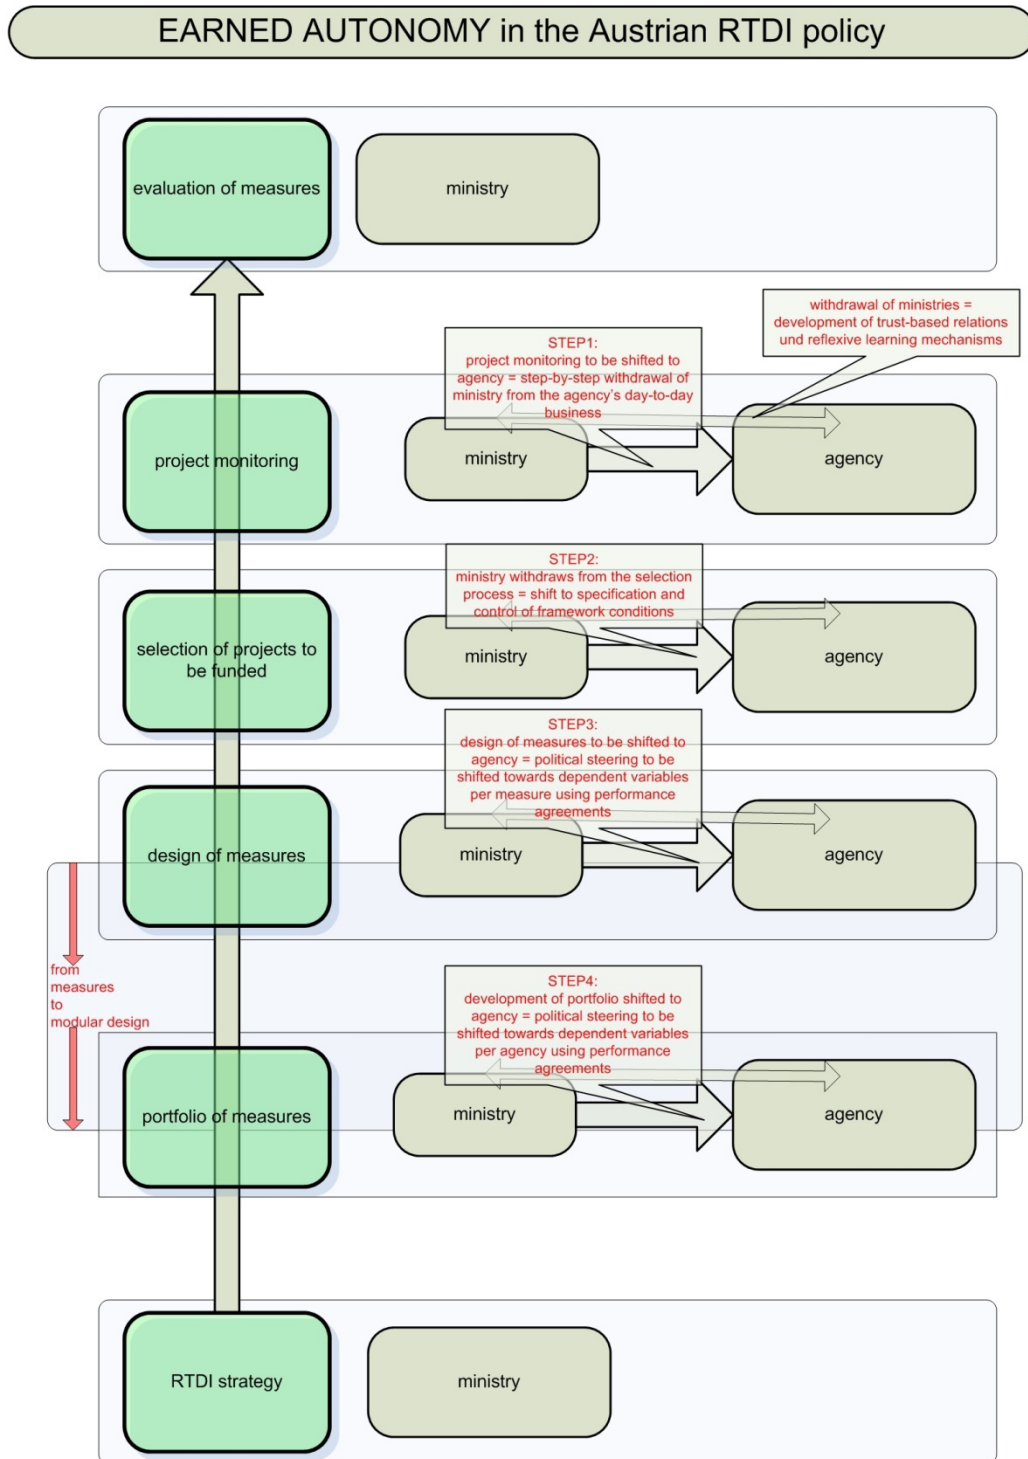 EARNED AUTONOMY in the Austrian RTDI policy
evaluation of measures
ministry
withdrawal of ministries =
development of trust-based relations
und reflexive learning mechanisms
STEP1:
project monitoring to be shifted to
agency = step-by-step withdrawal of
ministry from the agency's day-to-day
business
project monitoring
ministry
agency
STEP2:
ministry withdraws from the selection
process = shift to specification and
control of framework conditions
selection of projects to
be funded
ministry
agency
STEP3:
design of measures to be shifted to
agency = political steering to be
shifted towards dependent variables
per measure using performance
agreements
design of measures
ministry
agency
from
measures
to
modular design
STEP4:
development of portfolio shifted to
agency = political steering to be
shifted towards dependent variables
per agency using performance
agreements
portfolio of measures
ministry
agency
RTDI strategy
ministry